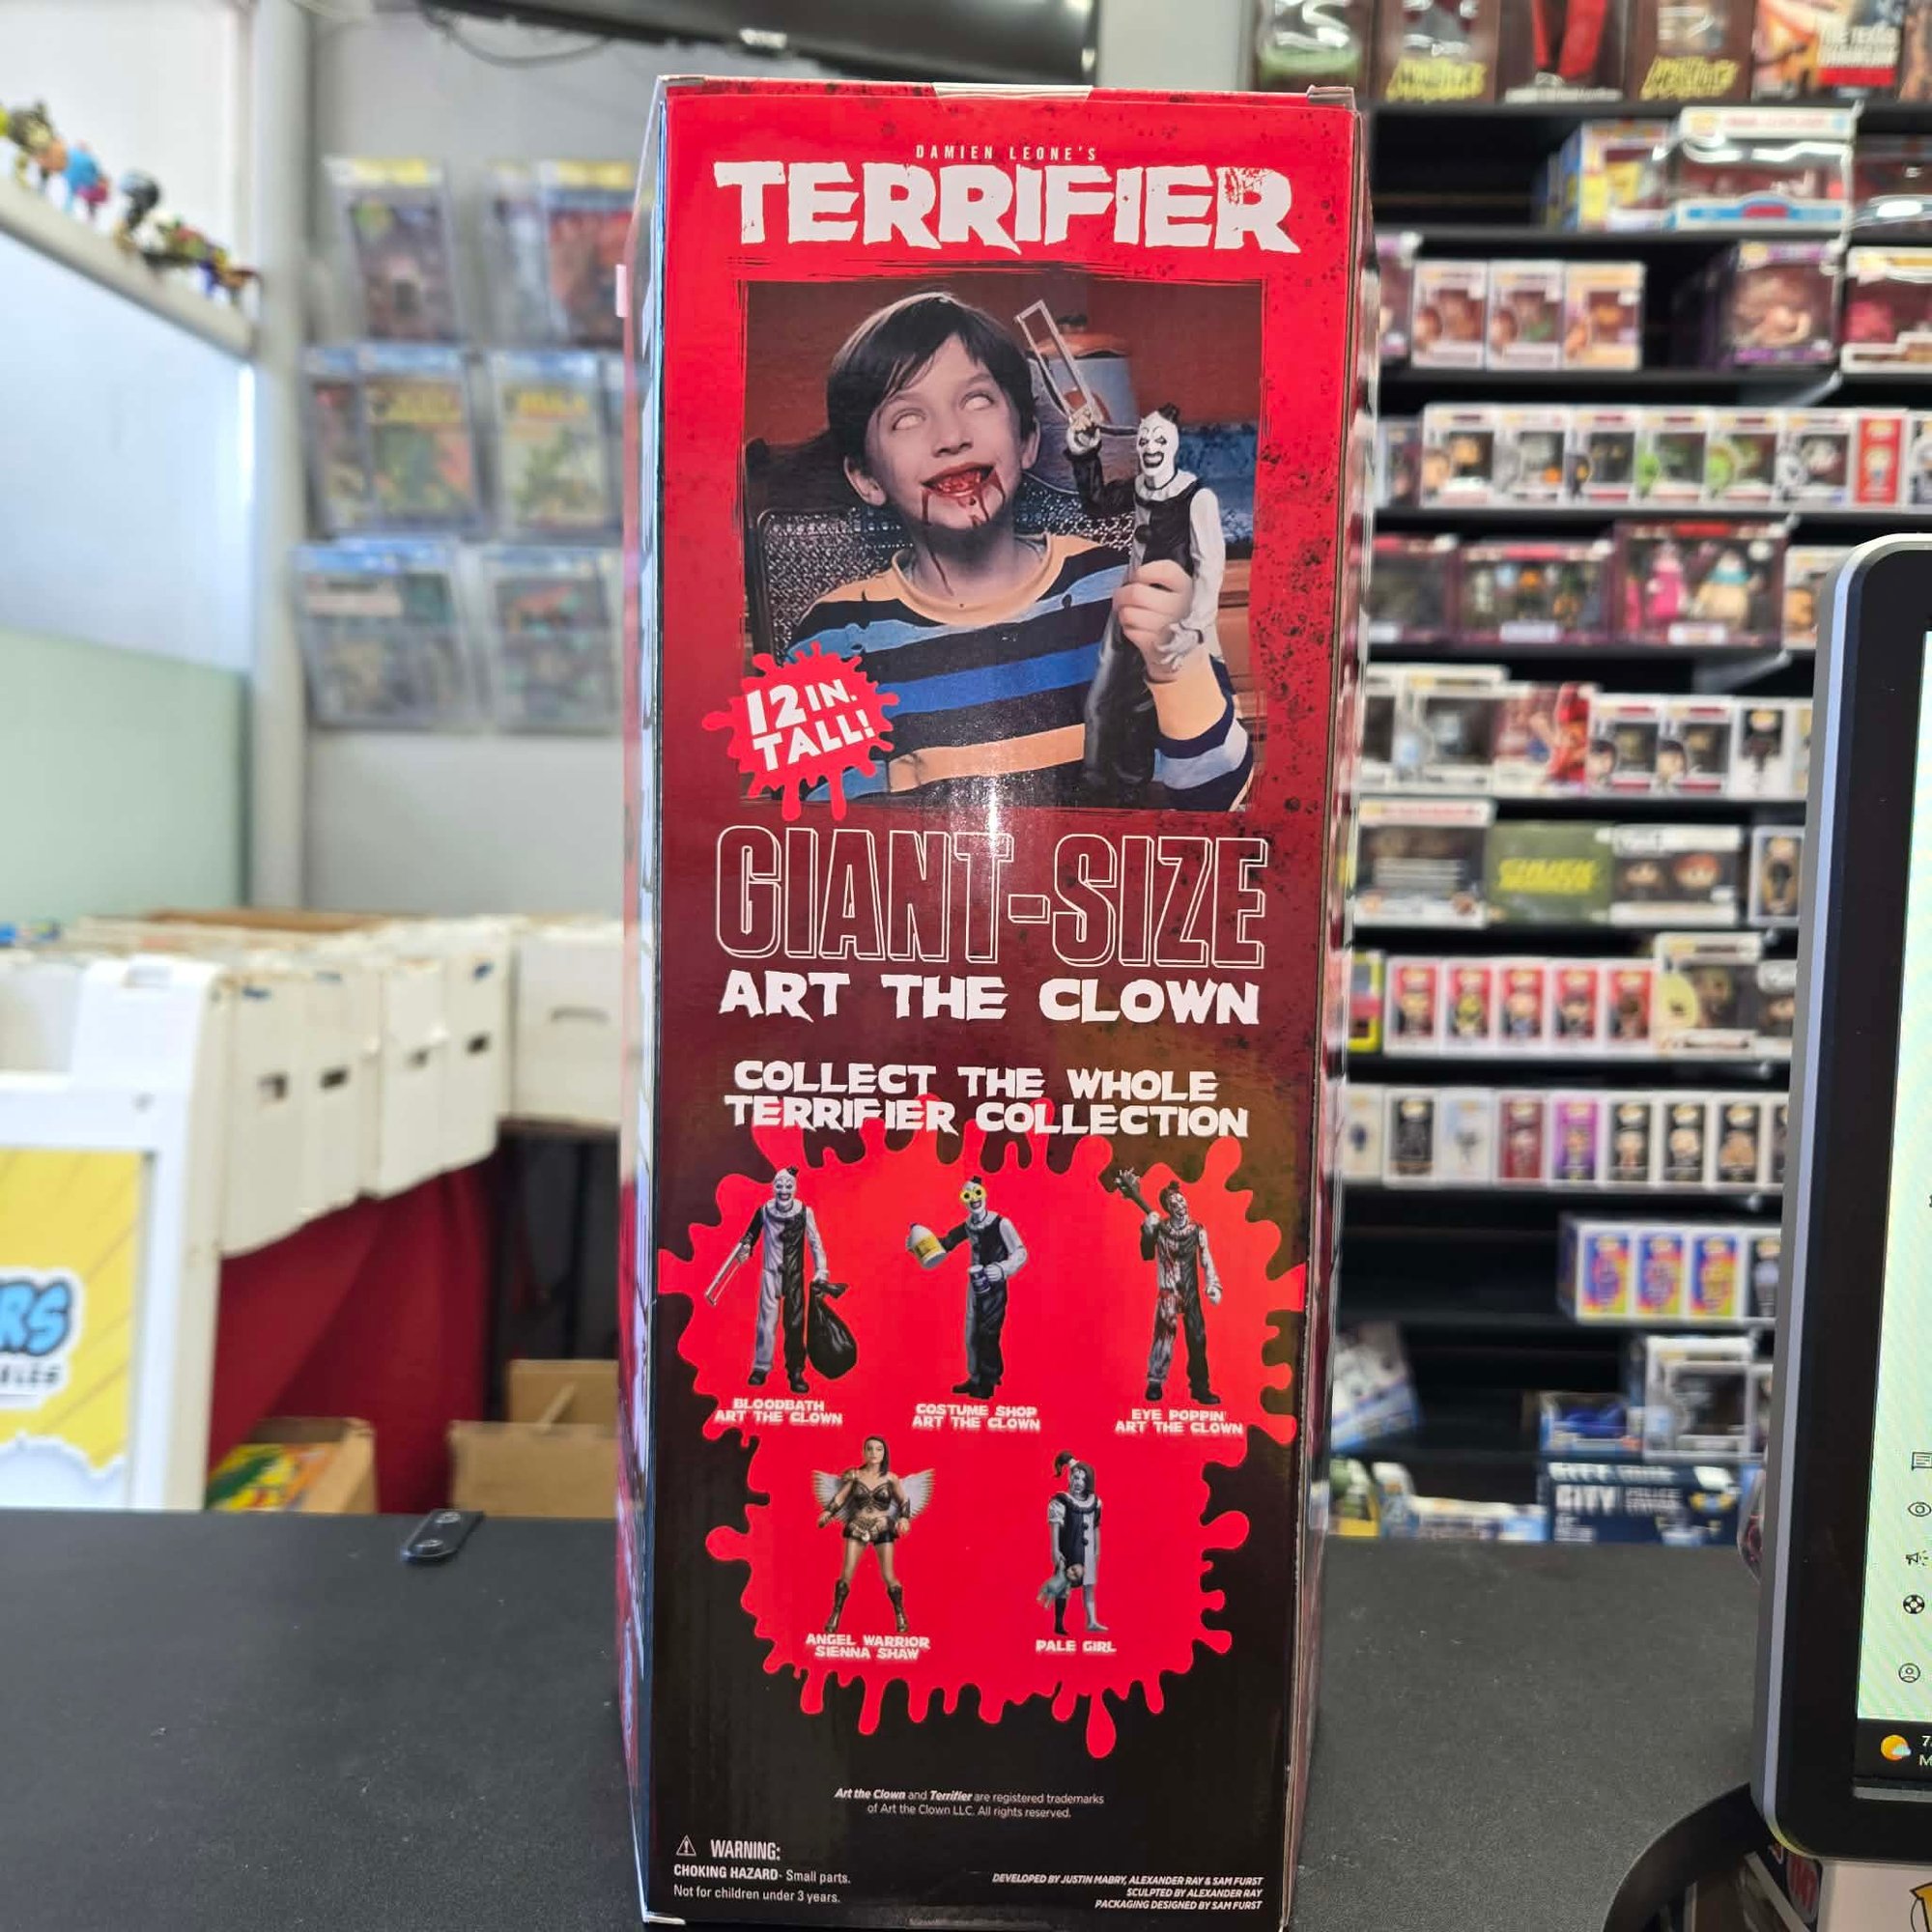 DAMIEN LEONE'S
TERRIFIER
12 IN.
TALL!
GIANT-SIZE
ART THE CLOWN
COLLECT THE WHOLE
TERRIFIER COLLECTION
BLOODBATH
ART THE CLOWN
COSTUME SHOP
ART THE CLOWN
EYE POPPIN'
ART THE CLOWN
ANGEL WARRIOR
SIENNA SHAW
PALE GIRL
Art the Clown and Terrifier are registered trademarks
of Art the Clown LLC. All rights reserved.
WARNING:
CHOKING HAZARD- Small parts.
Not for children under 3 years.
DEVELOPED BY JUSTIN MABRY, ALEXANDER RAY & SAM FURST
SCULPTED BY ALEXANDER RAY
PACKAGING DESIGNED BY SAM FURST
RS
CITY